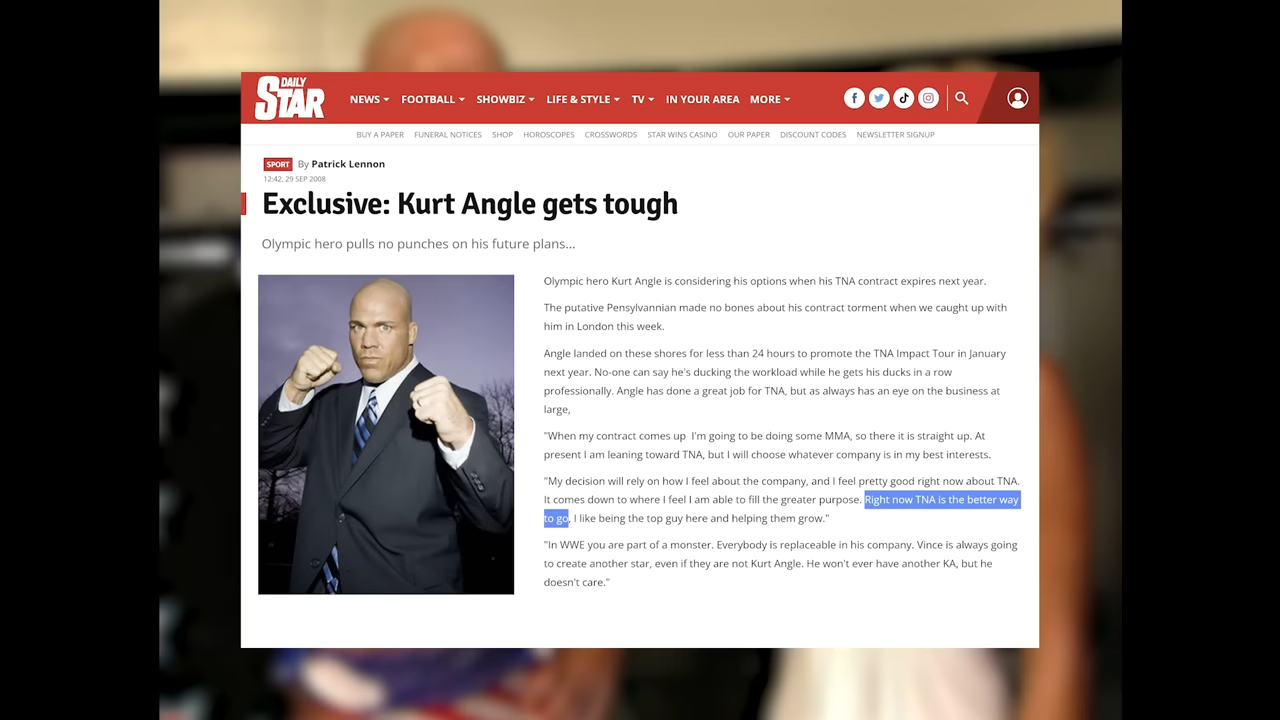 DAILY
STAR
NEWS FOOTBALL SHOWBIZ LIFE & STYLE TV IN YOUR AREA MORE
BUY A PAPER FUNERAL NOTICES SHOP HOROSCOPES CROSSWORDS STAR WINS CASINO OUR PAPER DISCOUNT CODES NEWSLETTER SIGNUP
SPORT By Patrick Lennon
12:42, 29 SEP 2008
Exclusive: Kurt Angle gets tough
Olympic hero pulls no punches on his future plans...
Olympic hero Kurt Angle is considering his options when his TNA contract expires next year.
The putative Pensylvannian made no bones about his contract torment when we caught up with
him in London this week.
Angle landed on these shores for less than 24 hours to promote the TNA Impact Tour in January
next year. No-one can say he's ducking the workload while he gets his ducks in a row
professionally. Angle has done a great job for TNA, but as always has an eye on the business at
large,
"When my contract comes up I'm going to be doing some MMA, so there it is straight up. At
present I am leaning toward TNA, but I will choose whatever company is in my best interests.
"My decision will rely on how I feel about the company, and I feel pretty good right now about TNA.
It comes down to where I feel I am able to fill the greater purpose. Right now TNA is the better way
to go, I like being the top guy here and helping them grow."
"In WWE you are part of a monster. Everybody is replaceable in his company. Vince is always going
to create another star, even if they are not Kurt Angle. He won't ever have another KA, but he
doesn't care."